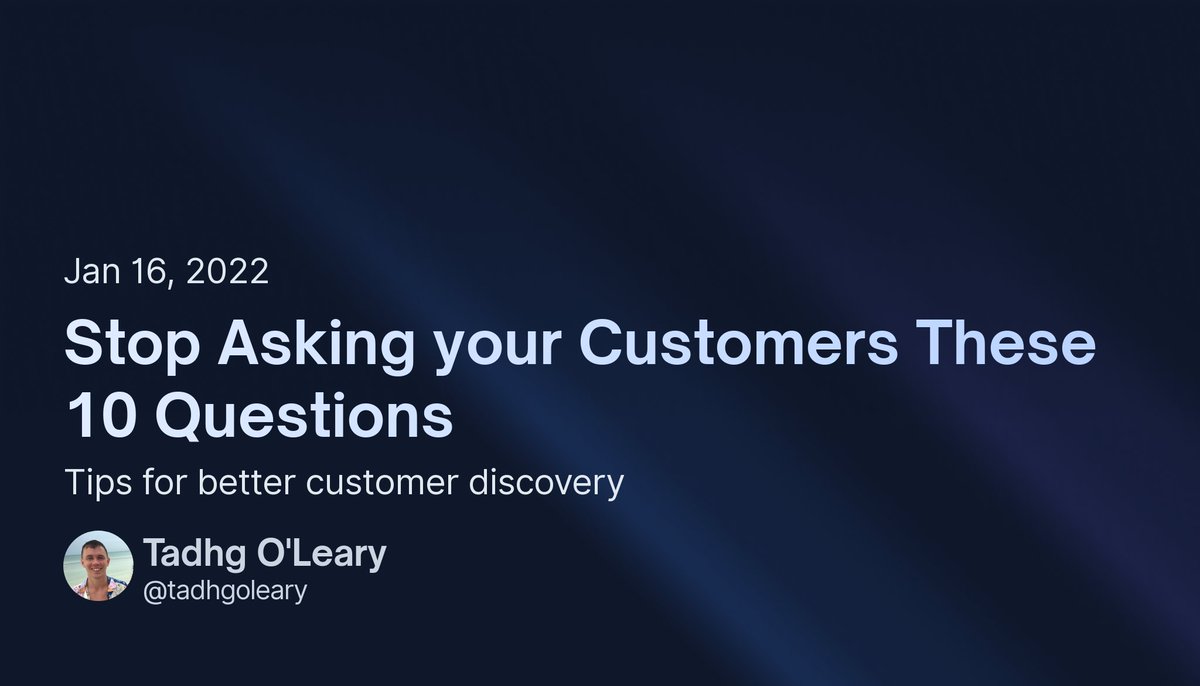 Jan 16, 2022
Stop Asking your Customers These
10 Questions
Tips for better customer discovery
Tadhg O'Leary
@tadhgoleary